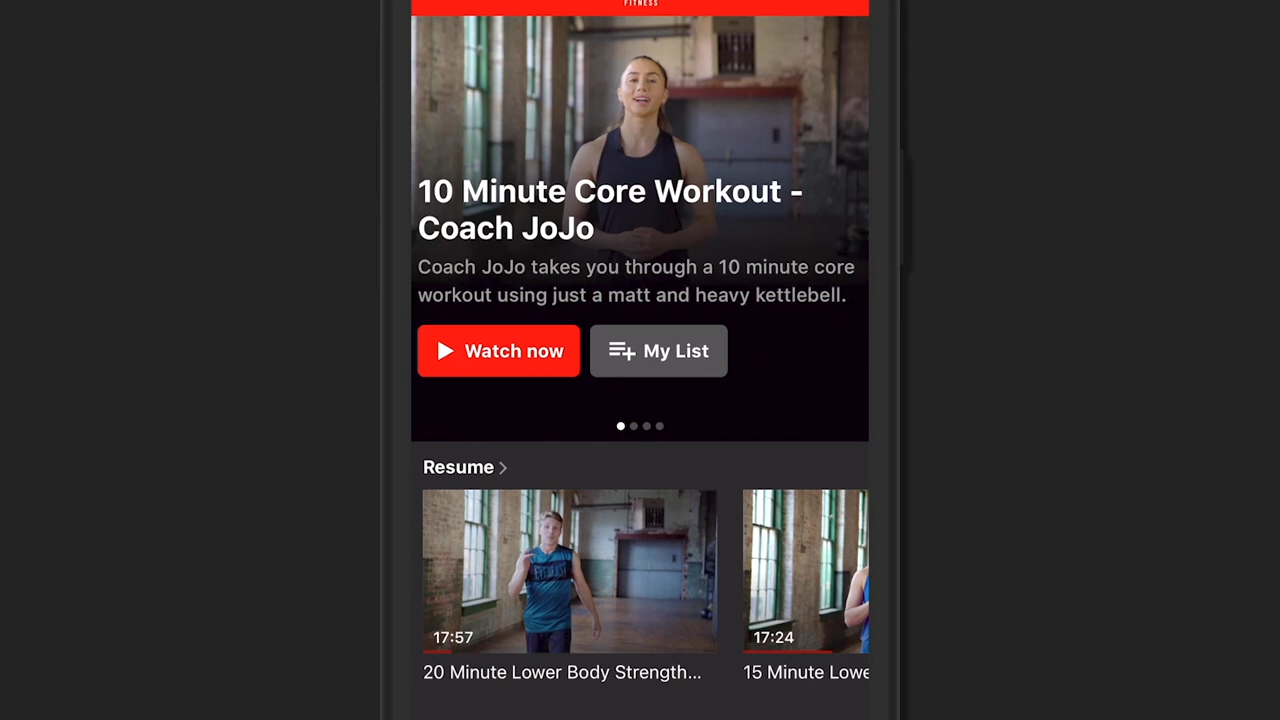 FITNESS
10 Minute Core Workout -
Coach JoJo
Coach JoJo takes you through a 10 minute core
workout using just a matt and heavy kettlebell.
Watch now
My List
Resume
17:57
17:24
20 Minute Lower Body Strength...
15 Minute Lowe